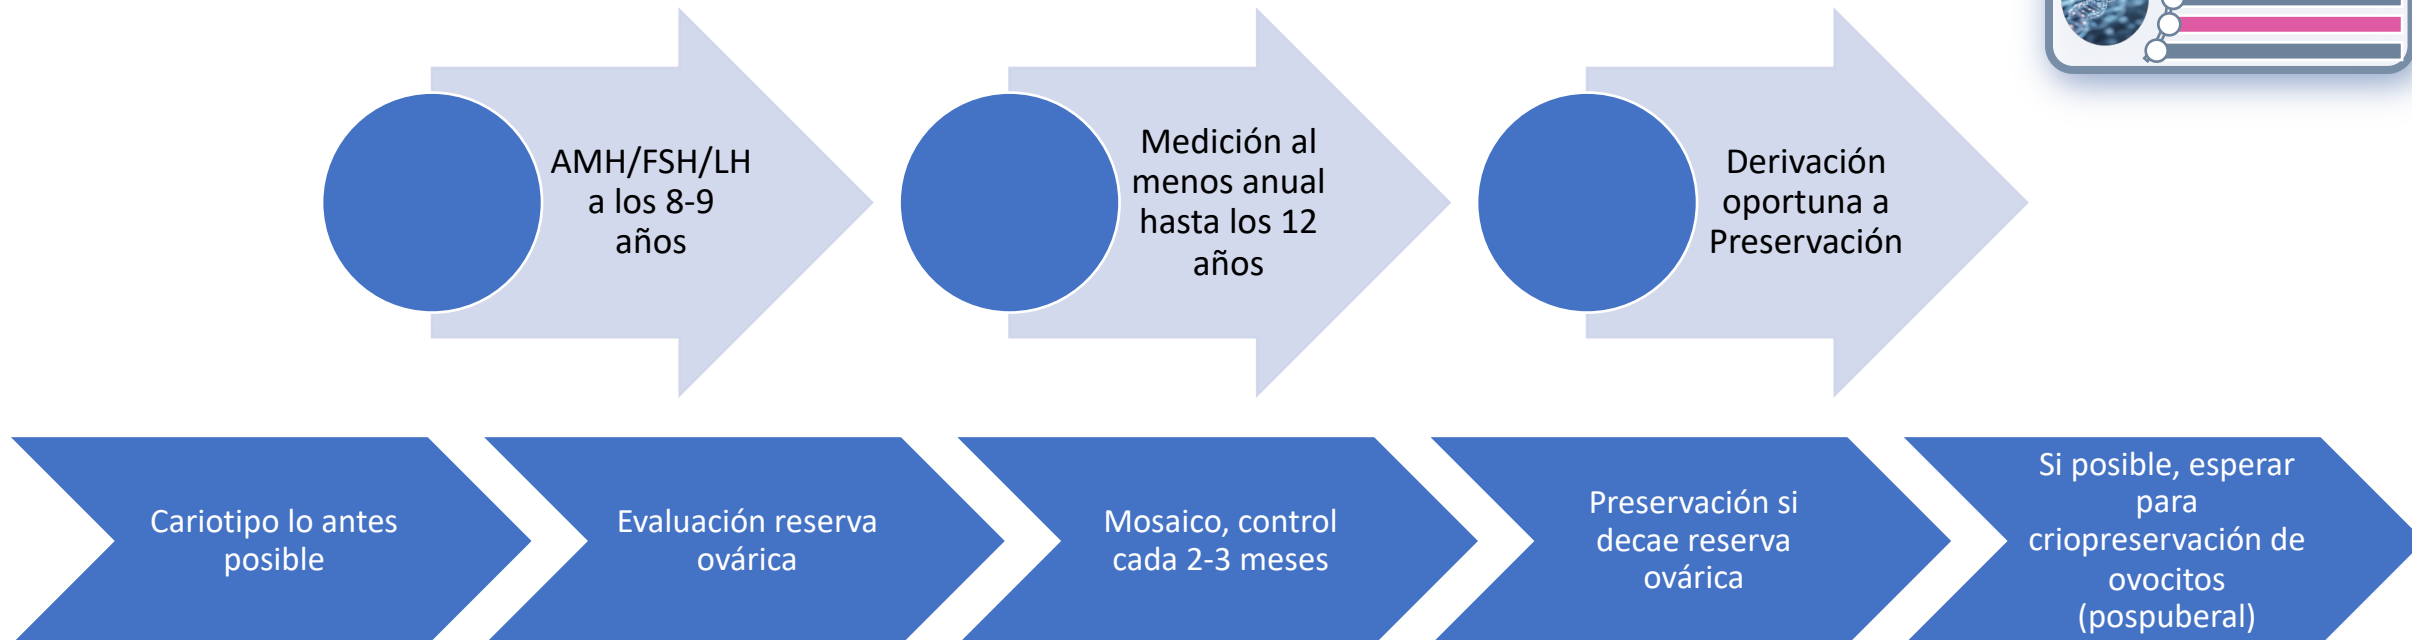 AMH/FSH/LH
a los 8-9
años
Medición al
menos anual
hasta los 12
años
Derivación
oportuna a
Preservación
Cariotipo lo antes
posible
Evaluación reserva
ovárica
Mosaico, control
cada 2-3 meses
Preservación si
decae reserva
ovárica
Si posible, esperar
para
criopreservación de
ovocitos
(pospuberal)